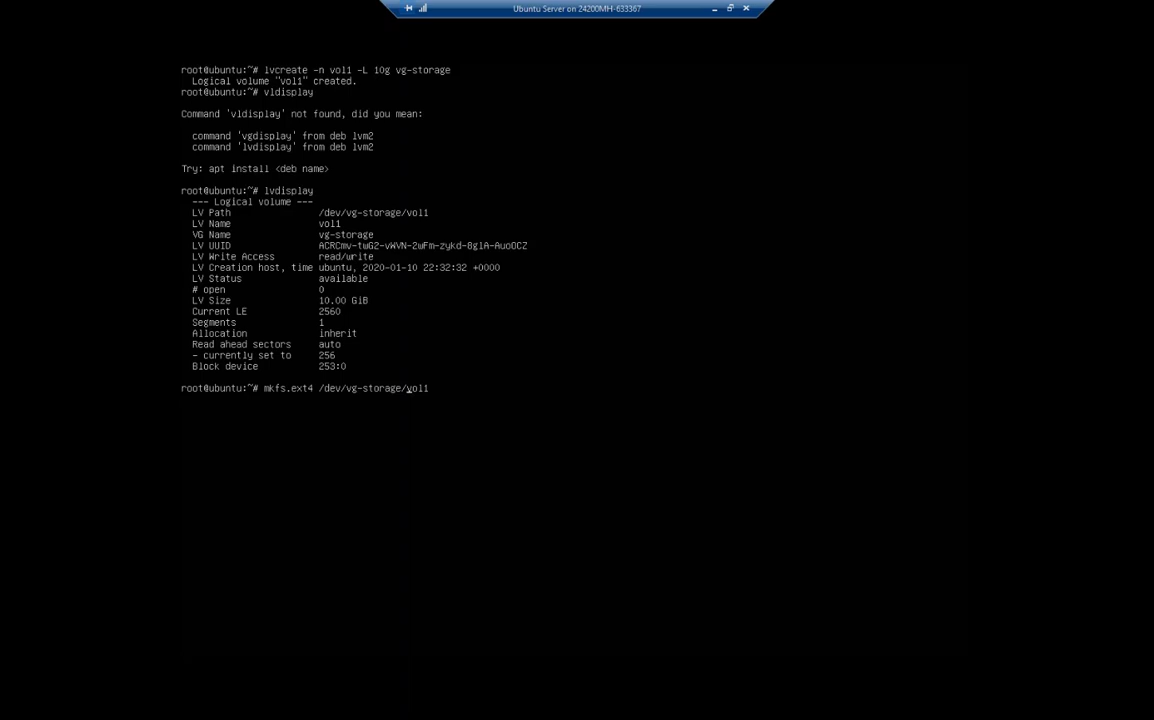 Ubuntu Server on 24200MH-633367
root@ubuntu:~# lvcreate -n vol1 -L 10g vg-storage
Logical volume "vol1" created.
root@ubuntu:~# vldisplay
Command 'vldisplay' not found, did you mean:
command 'vgdisplay' from deb lvm2
command 'lvdisplay' from deb lvm2
Try: apt install <deb name>
root@ubuntu:~# lvdisplay
--- Logical volume ---
LV Path /dev/vg-storage/vol1
LV Name vol1
VG Name vg-storage
LV UUID ACRCmv-twG2-vWVN-2wFm-zykd-8glA-AuoOCZ
LV Write Access read/write
LV Creation host, time ubuntu, 2020-01-10 22:32:32 +0000
LV Status available
# open 0
LV Size 10.00 GiB
Current LE 2560
Segments 1
Allocation inherit
Read ahead sectors auto
- currently set to 256
Block device 253:0
root@ubuntu:~# mkfs.ext4 /dev/vg-storage/vol1